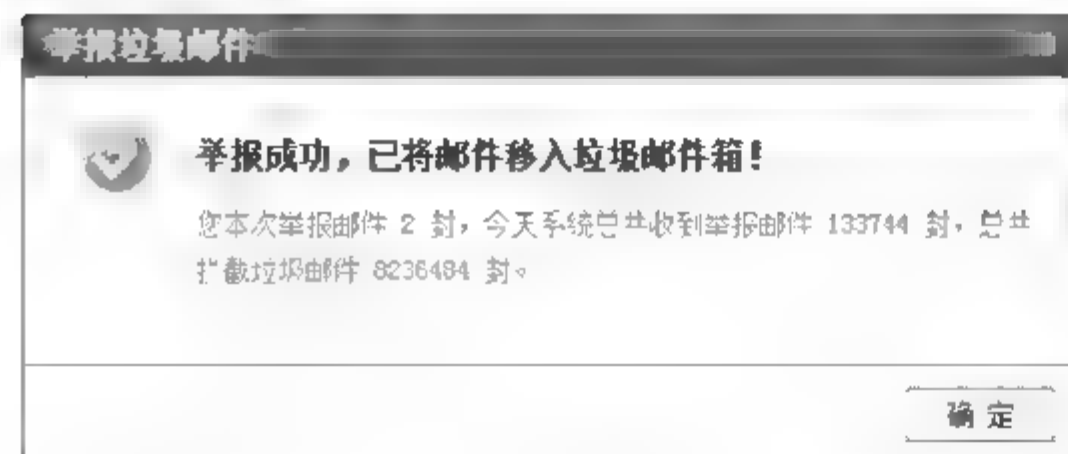 举报垃圾邮件
举报成功，已将邮件移入垃圾邮件箱！
您本次举报邮件 2 封，今天系统总共收到举报邮件 133744 封，总共
拦截垃圾邮件 8236484 封。
确 定